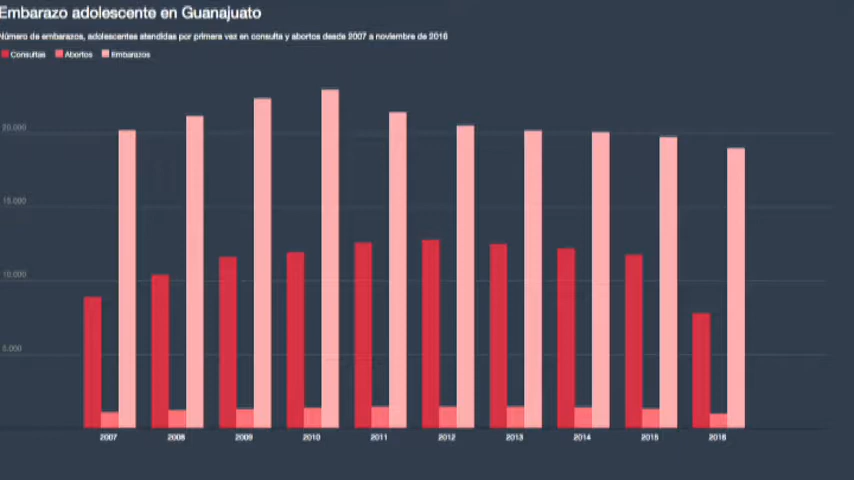 Embarazo adolescente en Guanajuato
Número de embarazos, adolescentes atendidas por primera vez en consulta y abortos desde 2007 a noviembre de 2016
Consultas Abortos Embarazos
20.000
15.000
10.000
5.000
2007 2008 2009 2010 2011 2012 2013 2014 2015 2016